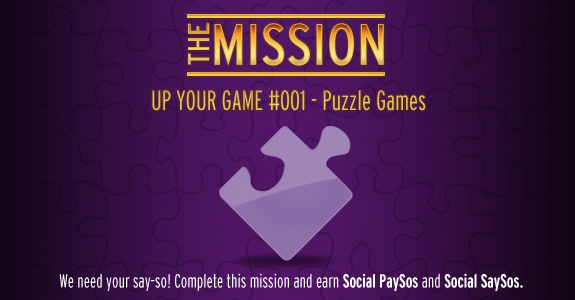 THE MISSION
UP YOUR GAME #001 - Puzzle Games
We need your say-so! Complete this mission and earn Social PaySos and Social SaySos.